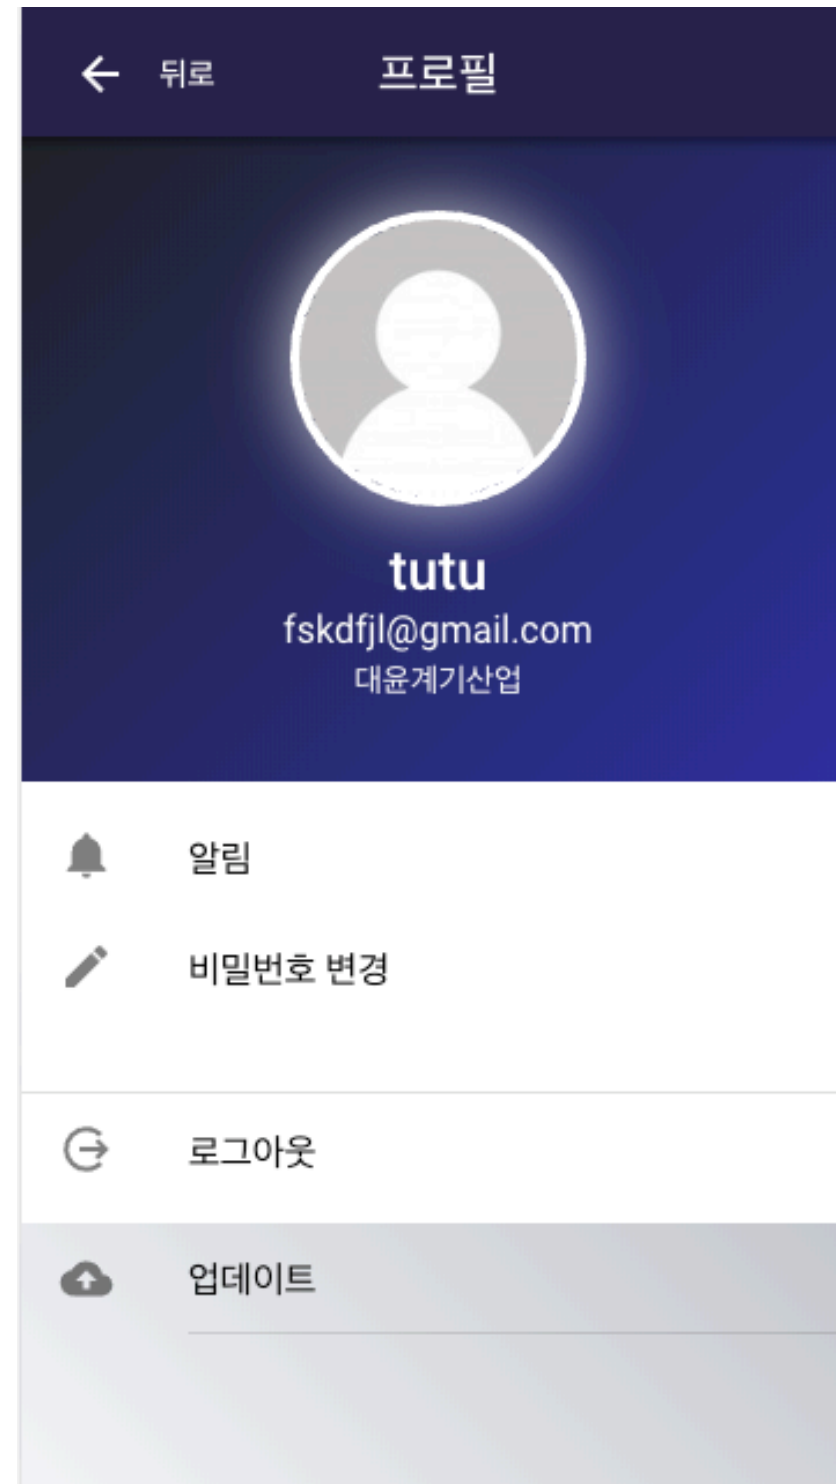 뒤로 프로필
tutu
fskdfjl@gmail.com
대윤계기산업
알림
비밀번호 변경
로그아웃
업데이트